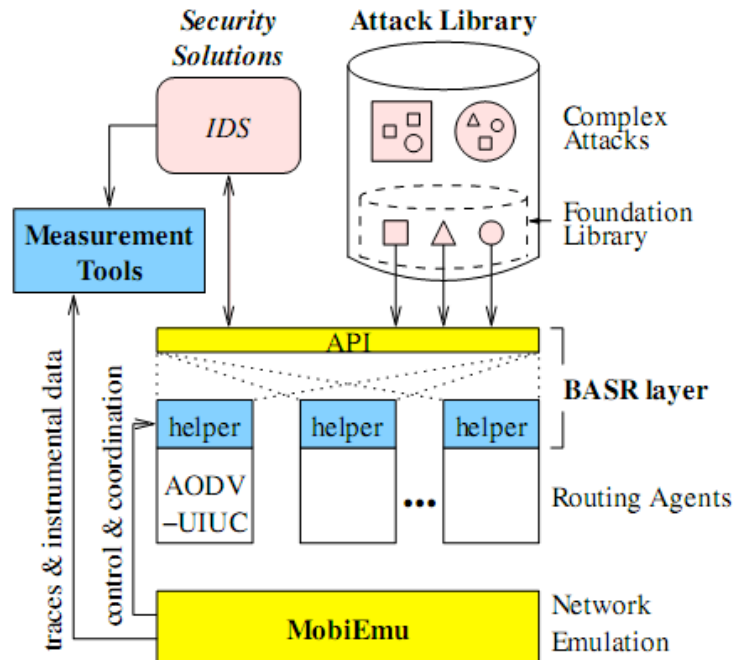 Security
Solutions
Attack Library
IDS
Complex
Attacks
Foundation
Library
Measurement
Tools
API
BASR layer
helper
helper
helper
AODV
–UIUC
•••
Routing Agents
traces & instrumental data
control & coordination
MobiEmu
Network
Emulation